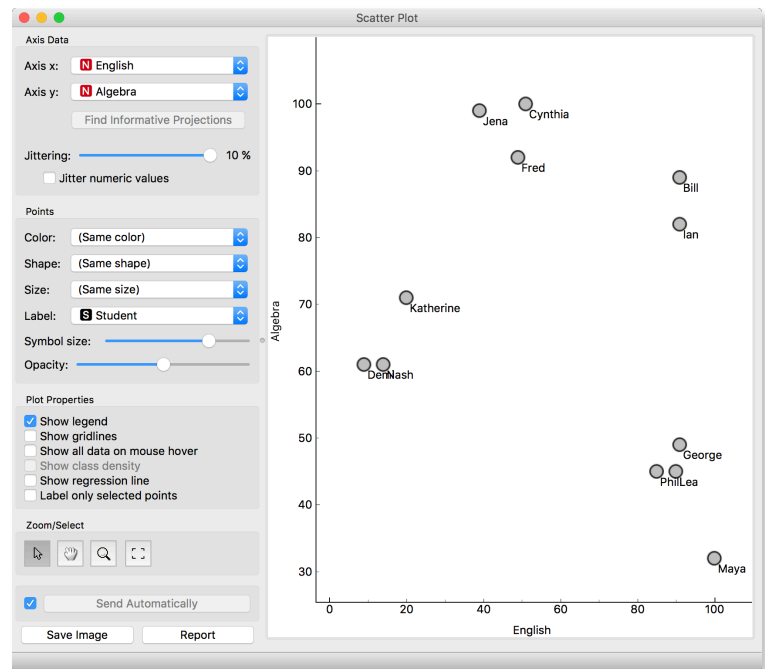 Scatter Plot
Axis Data
Axis x: N English
Axis y: N Algebra
Find Informative Projections
Jittering: 10 %
Jitter numeric values
Points
Color: (Same color)
Shape: (Same shape)
Size: (Same size)
Label: S Student
Symbol size:
Opacity:
Plot Properties
Show legend
Show gridlines
Show all data on mouse hover
Show class density
Show regression line
Label only selected points
Zoom/Select
Send Automatically
Save Image Report
Algebra
100
90
80
70
60
50
40
30
Jena
Cynthia
Fred
Bill
Ian
Katherine
Nash
George
Phil
Lea
Maya
0 20 40 60 80 100
English